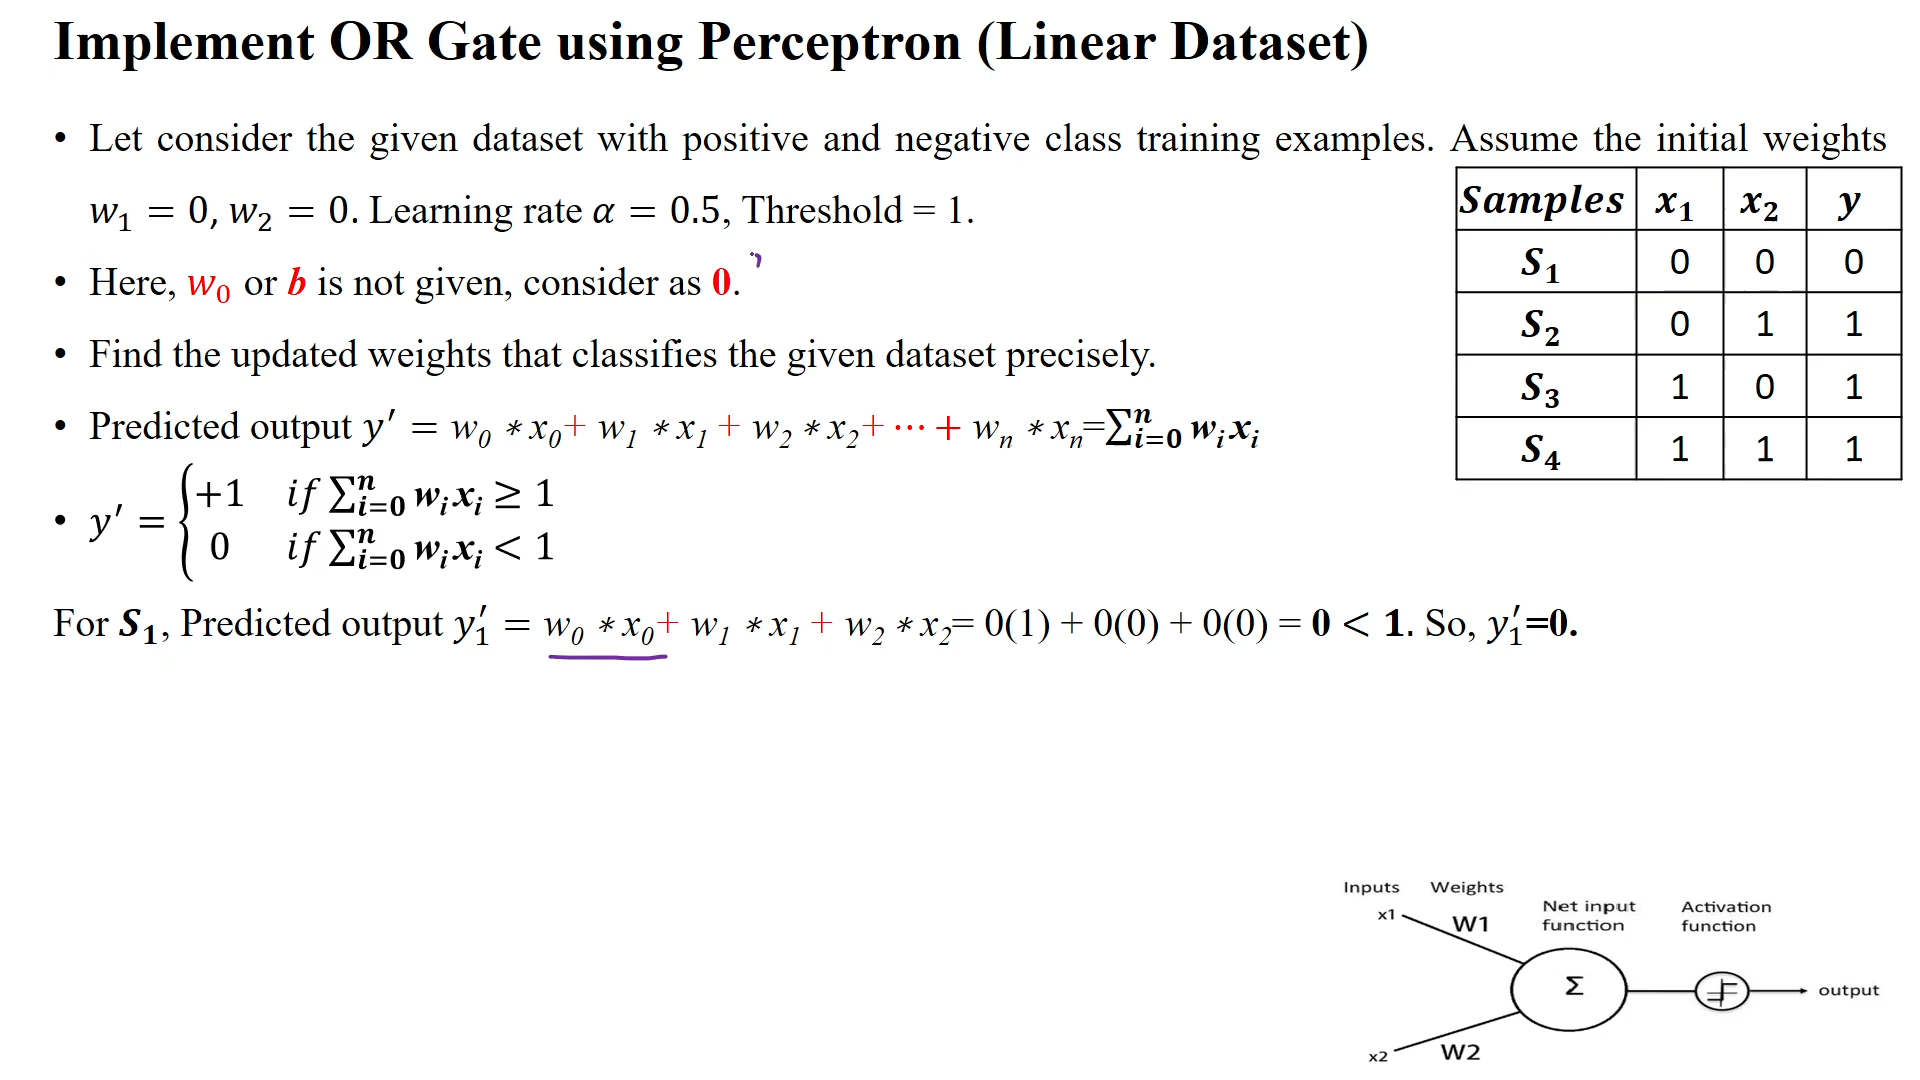 Implement OR Gate using Perceptron (Linear Dataset)
• Let consider the given dataset with positive and negative class training examples. Assume the initial weights
w₁ = 0, w₂ = 0. Learning rate α = 0.5, Threshold = 1.
• Here, w₀ or b is not given, consider as 0.
• Find the updated weights that classifies the given dataset precisely.
• Predicted output y′ = w₀ * x₀ + w₁ * x₁ + w₂ * x₂ + ⋯ + wₙ * xₙ = ∑ⁿᵢ₌₀ wᵢxᵢ
• y′ = { +1 if ∑ⁿᵢ₌₀ wᵢxᵢ ≥ 1
0 if ∑ⁿᵢ₌₀ wᵢxᵢ < 1
For S₁, Predicted output y₁′ = w₀ * x₀ + w₁ * x₁ + w₂ * x₂ = 0(1) + 0(0) + 0(0) = 0 < 1. So, y₁′=0.
Samples x₁ x₂ y
S₁ 0 0 0
S₂ 0 1 1
S₃ 1 0 1
S₄ 1 1 1
Inputs Weights
Net input function
Activation function
x1 W1
Σ
output
x2 W2